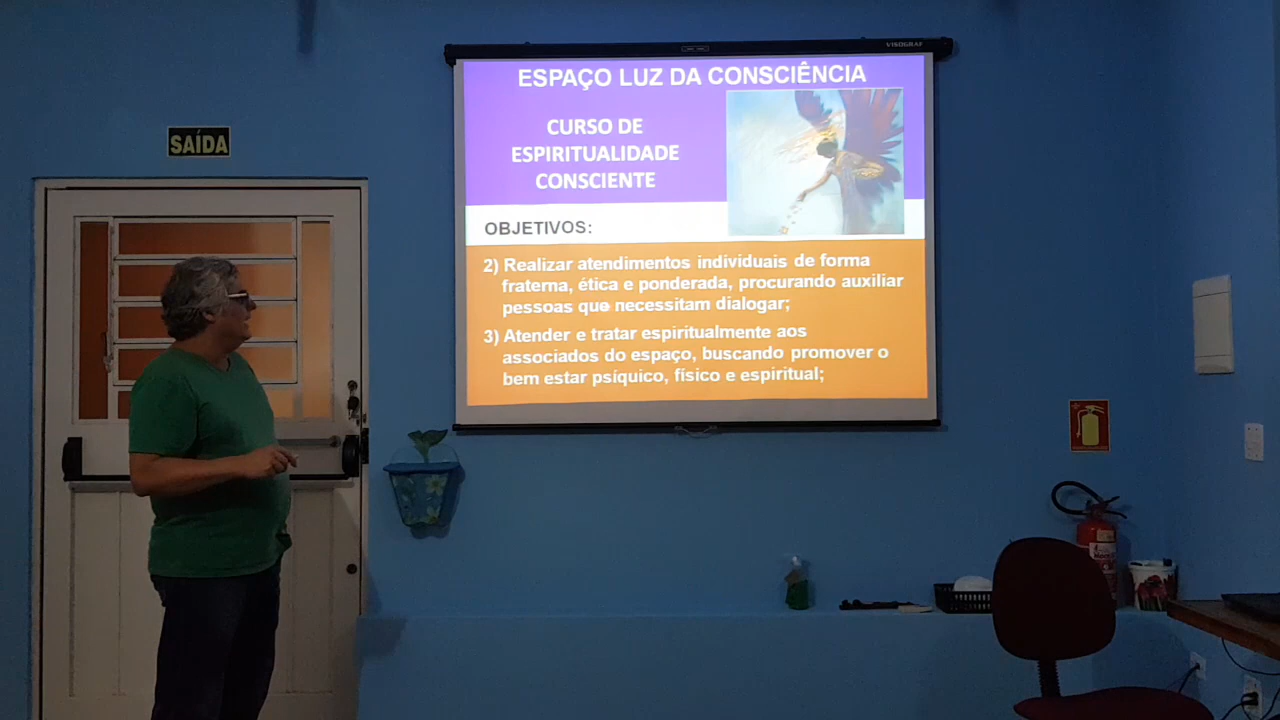 VISOGRAF
ESPAÇO LUZ DA CONSCIÊNCIA
CURSO DE
ESPIRITUALIDADE
CONSCIENTE
SAÍDA
OBJETIVOS:
2) Realizar atendimentos individuais de forma
fraterna, ética e ponderada, procurando auxiliar
pessoas que necessitam dialogar;
3) Atender e tratar espiritualmente aos
associados do espaço, buscando promover o
bem estar psíquico, físico e espiritual;